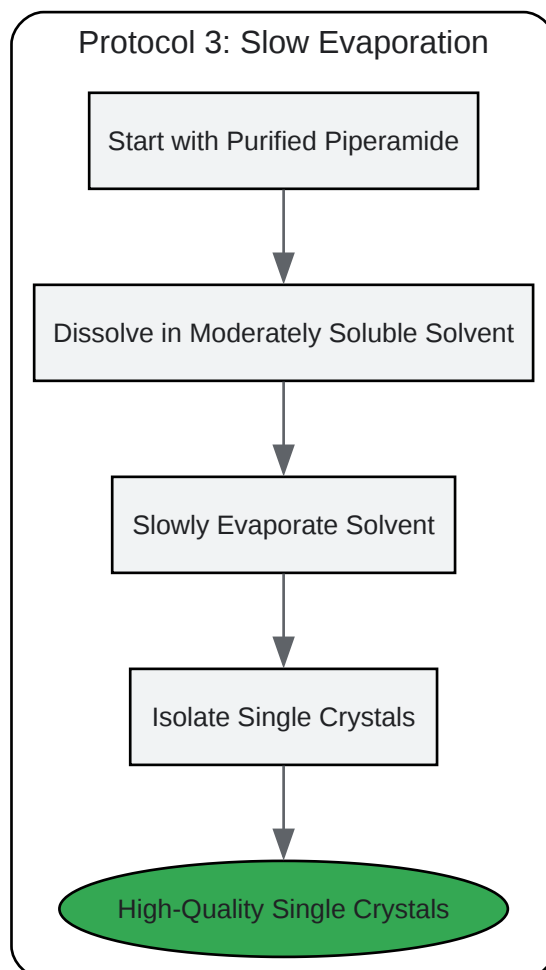 Protocol 3: Slow Evaporation
Start with Purified Piperamide
Dissolve in Moderately Soluble Solvent
Slowly Evaporate Solvent
Isolate Single Crystals
High-Quality Single Crystals